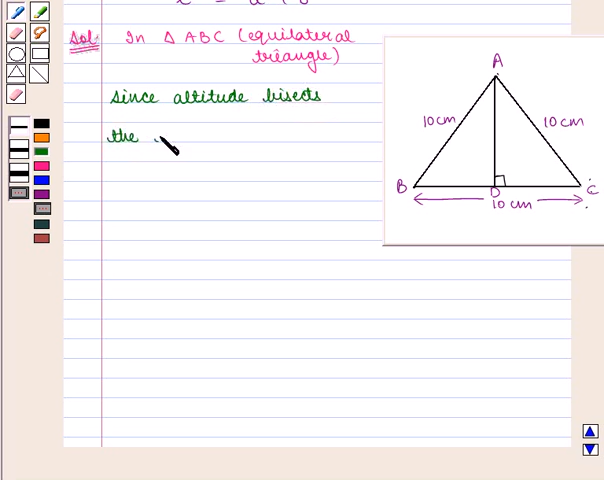 Sol In △ ABC (equilateral
triangle)
Since altitude bisects
the
A
10 cm
10 cm
B
D
C
10 cm